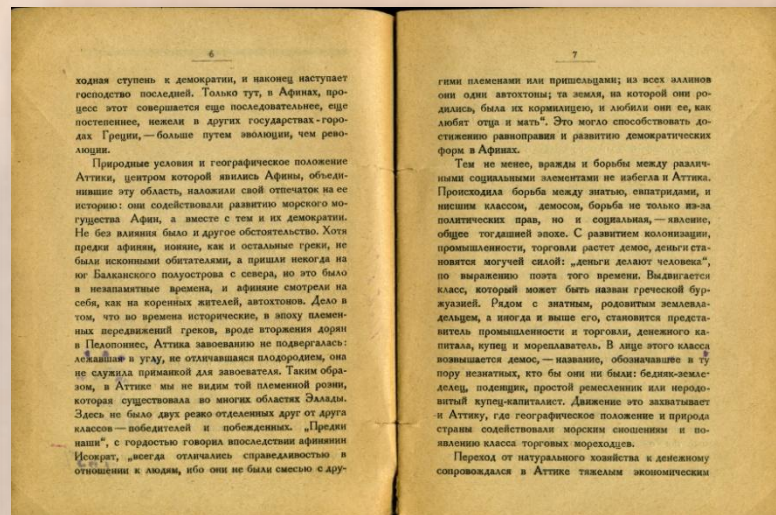 6
ходная ступень к демократии, и наконец наступает
господство последней. Только тут, в Афинах, про-
цесс этот совершается еще последовательнее, еще
постепеннее, нежели в других государствах-горо-
дах Греции, — больше путем эволюции, чем рево-
люции.
Природные условия и географическое положение
Аттики, центром которой явились Афины, объеди-
нившие эту область, наложили свой отпечаток на ее
историю: они содействовали развитию морского мо-
гущества Афин, а вместе с тем и их демократии.
Не без влияния было и другое обстоятельство. Хотя
предки афинян, ионяне, как и остальные греки, не
были исконными обитателями, а пришли некогда на
юг Балканского полуострова с севера, но это было
в незапамятные времена, и афиняне смотрели на
себя, как на коренных жителей, автохтонов. Дело в
том, что во времена исторические, в эпоху племен-
ных передвижений греков, вроде вторжения дорян
в Пелопоннес, Аттика завоеванию не подвергалась:
лежавшая в углу, не отличавшаяся плодородием, она
не служила приманкой для завоевателя. Таким обра-
зом, в Аттике мы не видим той племенной розни,
которая существовала во многих областях Эллады.
Здесь не было двух резко отделенных друг от друга
классов — победителей и побежденных. „Предки
наши“, с гордостью говорил впоследствии афинянин
Исократ, „всегда отличались справедливостью в
отношении к людям, ибо они не были смесью с дру-
7
гими племенами или пришельцами; из всех эллинов
они одни автохтоны; та земля, на которой они ро-
дились, была их кормилицею, и любили они ее, как
любят отца и мать“. Это могло способствовать до-
стижению равноправия и развитию демократических
форм в Афинах.
Тем не менее, вражды и борьбы между различ-
ными социальными элементами не избегла и Аттика.
Происходила борьба между знатью, евпатридами, и
низшим классом, демосом, борьба не только из-за
политических прав, но и социальная, — явление,
общее тогдашней эпохе. С развитием колонизации,
промышленности, торговли растет демос, деньги ста-
новятся могучей силой: „деньги делают человека“,
по выражению поэта того времени. Выдвигается
класс, который может быть назван греческой бур-
жуазией. Рядом с знатным, родовитым землевла-
дельцем, а иногда и выше его, становится предста-
витель промышленности и торговли, денежного ка-
питала, купец и мореплаватель. В лице этого класса
возвышается демос, — название, обозначавшее в ту
пору незнатных, кто бы они ни были: бедняк-земле-
делец, поденщик, простой ремесленник или неродо-
витый купец-капиталист. Движение это захватывает
и Аттику, где географическое положение и природа
страны содействовали морским сношениям и по-
явлению класса торговых мореходцев.
Переход от натурального хозяйства к денежному
сопровождался в Аттике тяжелым экономическим